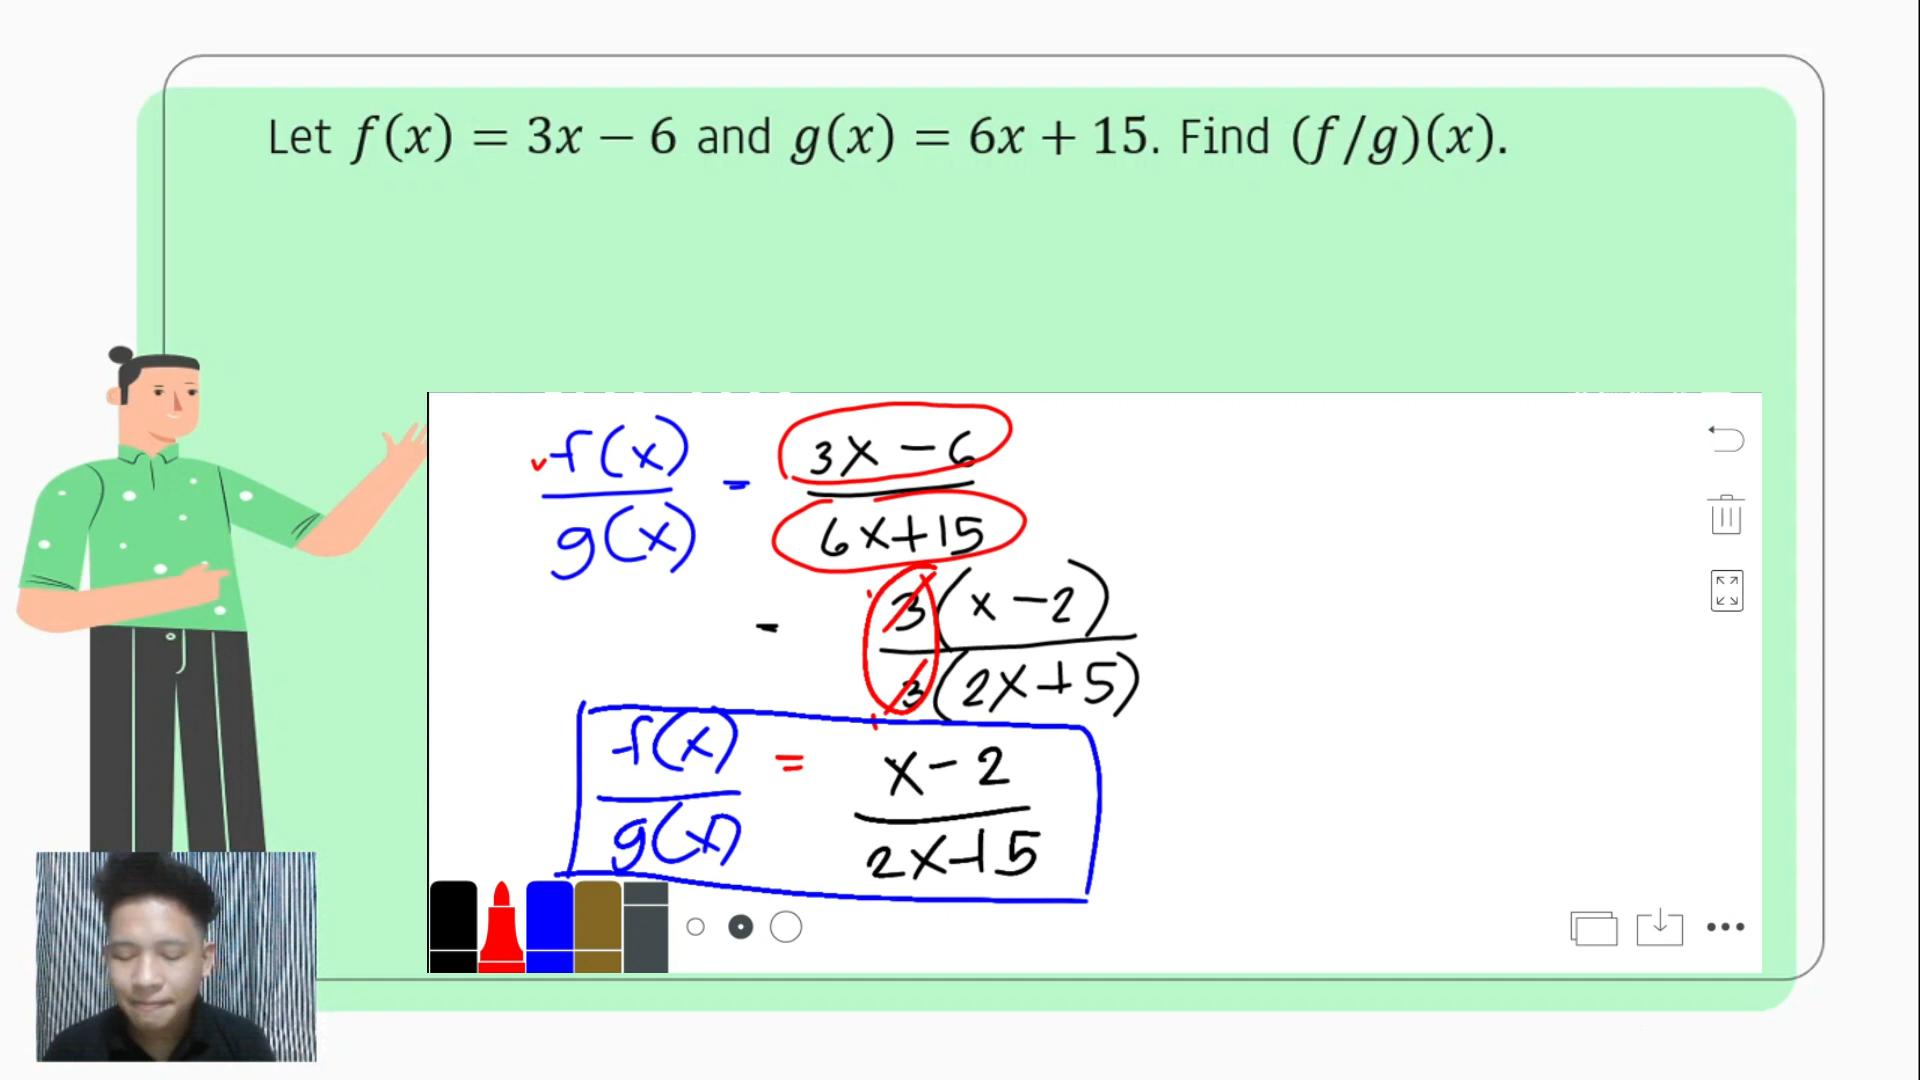 Let f(x) = 3x − 6 and g(x) = 6x + 15. Find (f/g)(x).
f(x)/g(x) = 3x − 6/6x+15
= 3(x − 2)/3(2x+5)
f(x)/g(x) = x − 2/2x+5